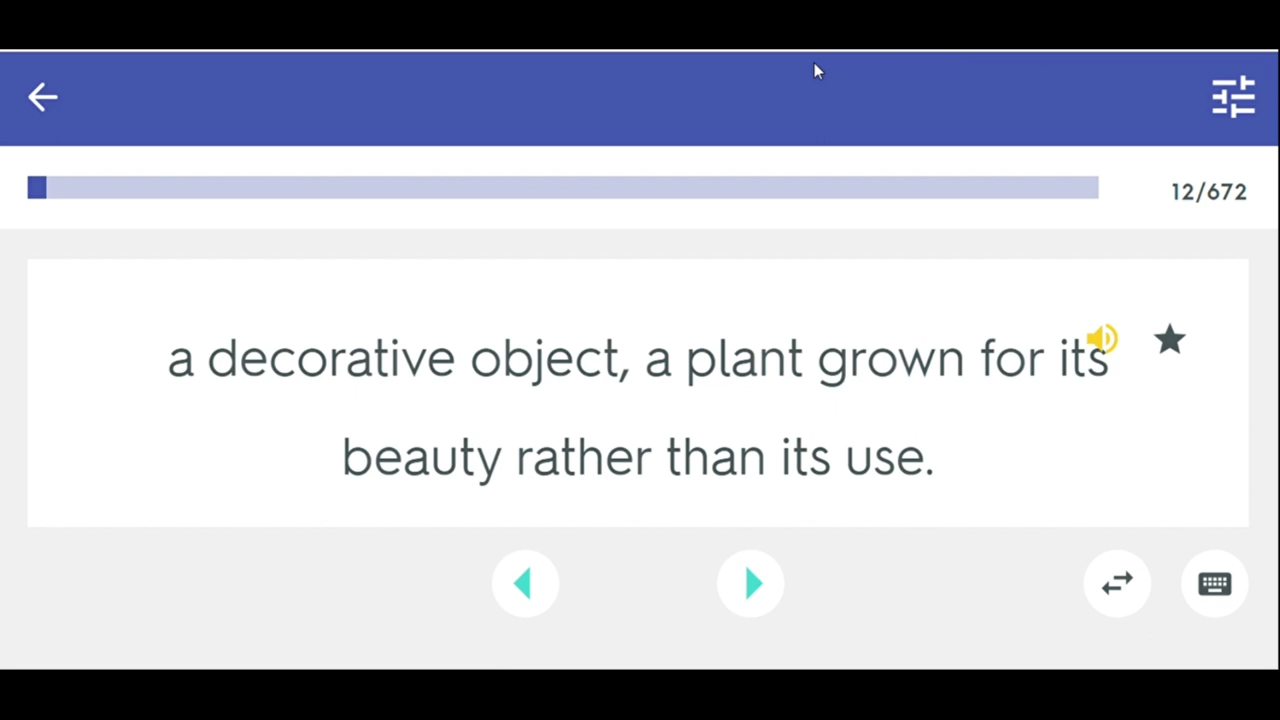 12/672
a decorative object, a plant grown for its
beauty rather than its use.